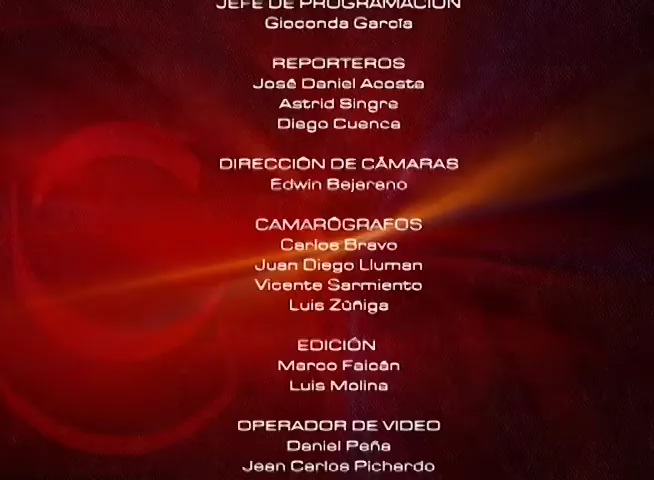 JEFE DE PROGRAMACIÓN
Gioconda García
REPORTEROS
José Daniel Acosta
Astrid Singre
Diego Cuenca
DIRECCIÓN DE CÁMARAS
Edwin Bejerano
CAMARÓGRAFOS
Carlos Bravo
Juan Diego Lluman
Vicente Sarmiento
Luis Zúñiga
EDICIÓN
Marco Faicán
Luis Molina
OPERADOR DE VIDEO
Daniel Peña
Jean Carlos Pichardo